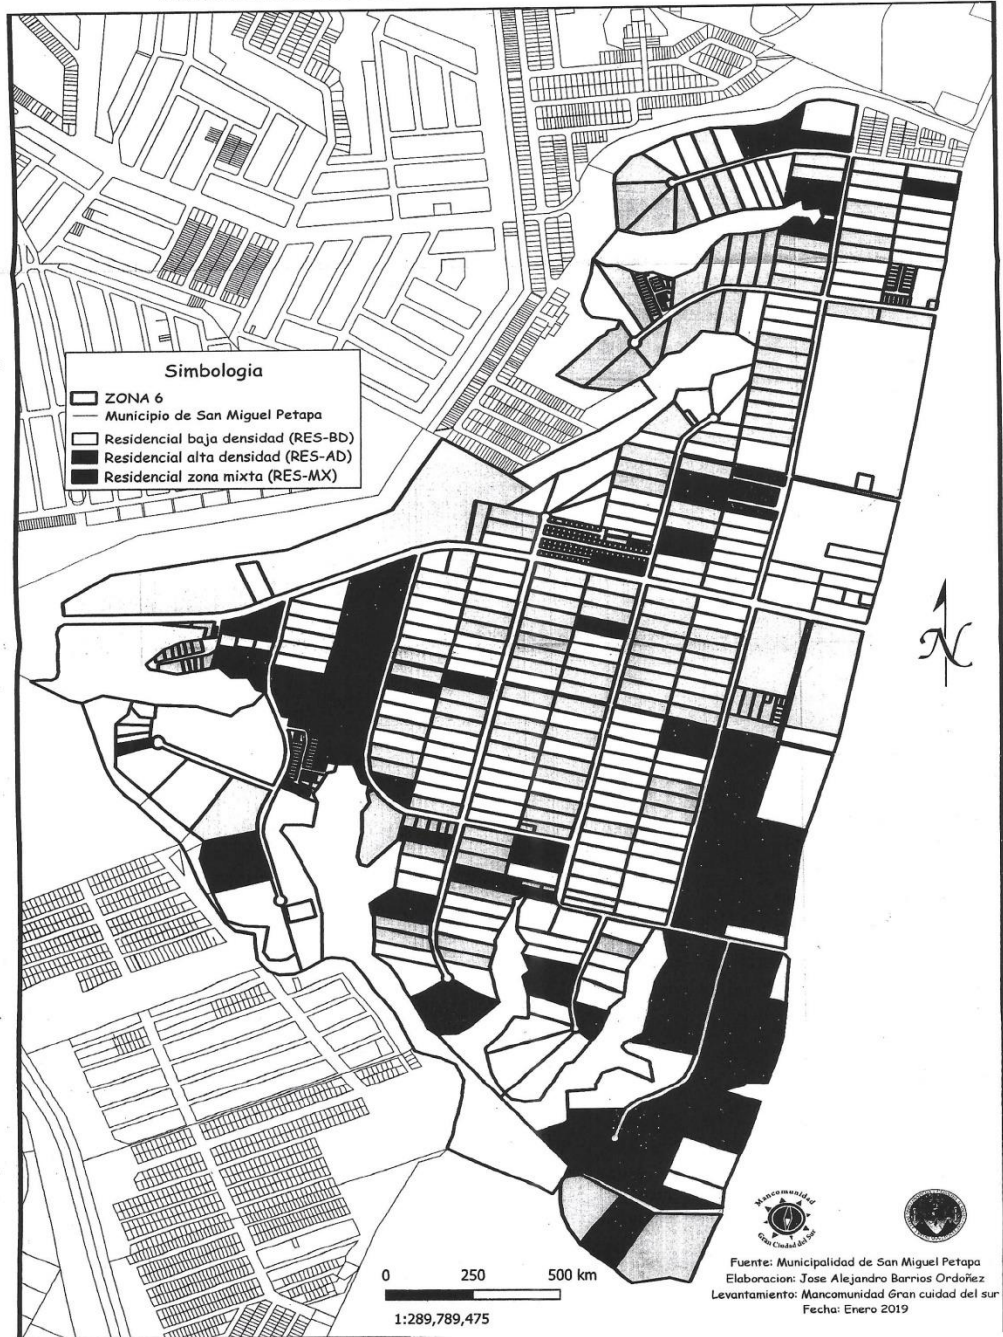 Simbologia
ZONA 6
Municipio de San Miguel Petapa
Residencial baja densidad (RES-BD)
Residencial alta densidad (RES-AD)
Residencial zona mixta (RES-MX)
N
Mancomunidad
Gran Ciudad del Sur
0 250 500 km
1:289,789,475
Fuente: Municipalidad de San Miguel Petapa
Elaboracion: Jose Alejandro Barrios Ordoñez
Levantamiento: Mancomunidad Gran cuidad del sur
Fecha: Enero 2019